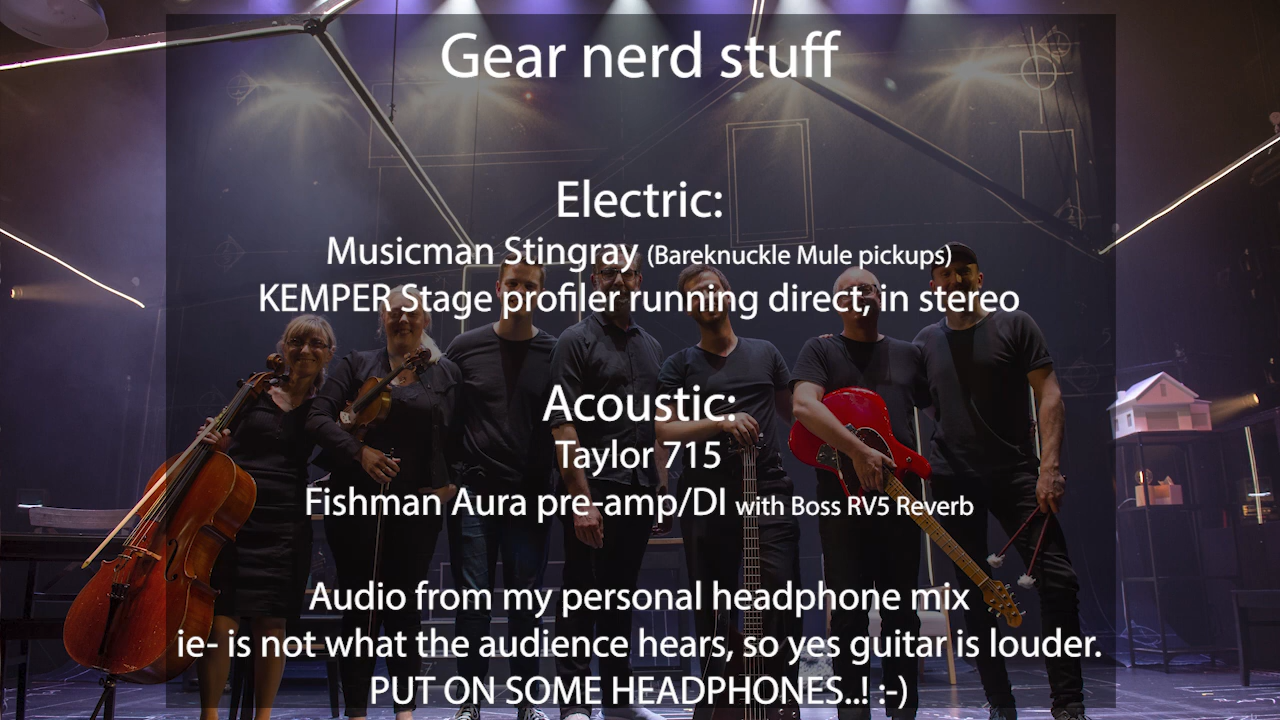 Gear nerd stuff
Electric:
Musicman Stingray (Bareknuckle Mule pickups)
KEMPER Stage profiler running direct, in stereo
Acoustic:
Taylor 715
Fishman Aura pre-amp/DI with Boss RV5 Reverb
Audio from my personal headphone mix
ie- is not what the audience hears, so yes guitar is louder.
PUT ON SOME HEADPHONES..! :-)